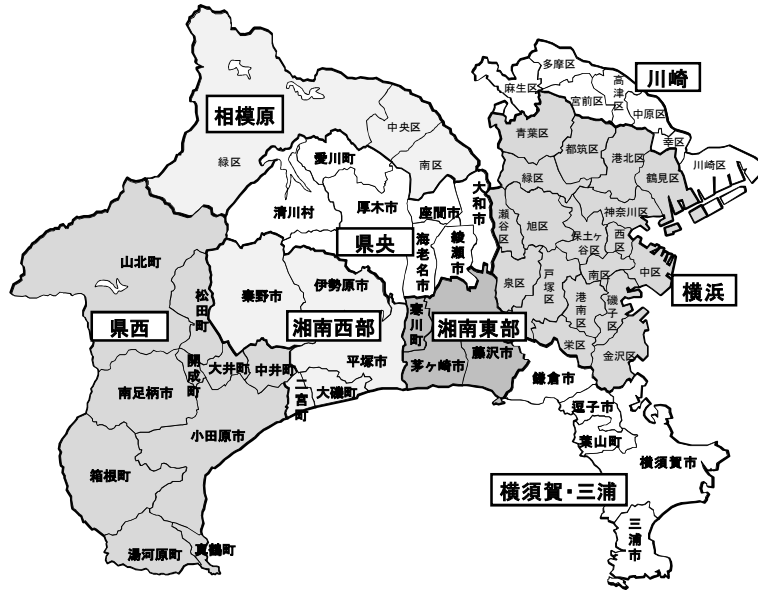 川崎
多摩区
麻生区
高津区
宮前区
中原区
幸区
川崎区
相模原
中央区
緑区
南区
青葉区
都筑区
港北区
鶴見区
緑区
神奈川区
瀬谷区
旭区
保土ヶ谷区
西区
泉区
戸塚区
南区
中区
港南区
磯子区
栄区
金沢区
横浜
愛川町
清川村
厚木市
座間市
大和市
綾瀬市
海老名市
県央
山北町
松田町
秦野市
伊勢原市
県西
湘南西部
湘南東部
寒川町
茅ヶ崎市
藤沢市
開成町
大井町
中井町
平塚市
二宮町
大磯町
南足柄市
小田原市
箱根町
湯河原町
真鶴町
鎌倉市
逗子市
葉山町
横須賀市
横須賀・三浦
三浦市